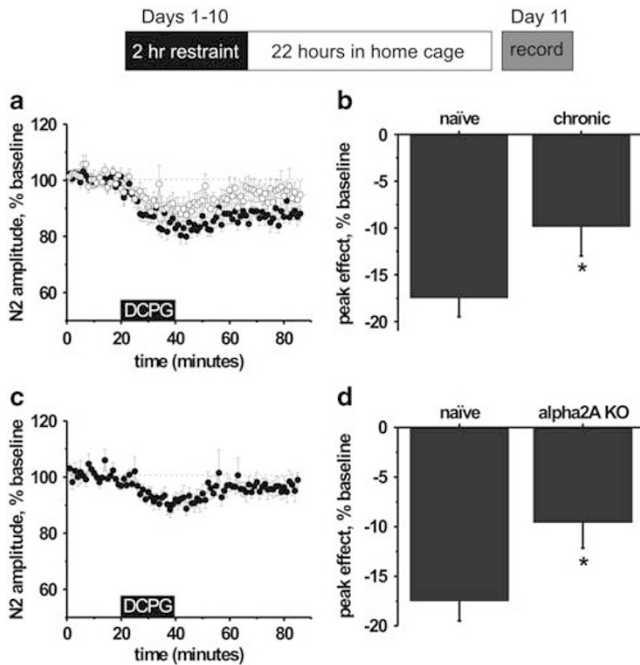 Days 1-10
Day 11
2 hr restraint
22 hours in home cage
record
a
120
100
80
60
N2 amplitude, % baseline
DCPG
0
20
40
60
80
time (minutes)
b
naïve
chronic
0
-5
-10
-15
-20
peak effect, % baseline
*
c
120
100
80
60
N2 amplitude, % baseline
DCPG
0
20
40
60
80
time (minutes)
d
naïve
alpha2A KO
0
-5
-10
-15
-20
peak effect, % baseline
*